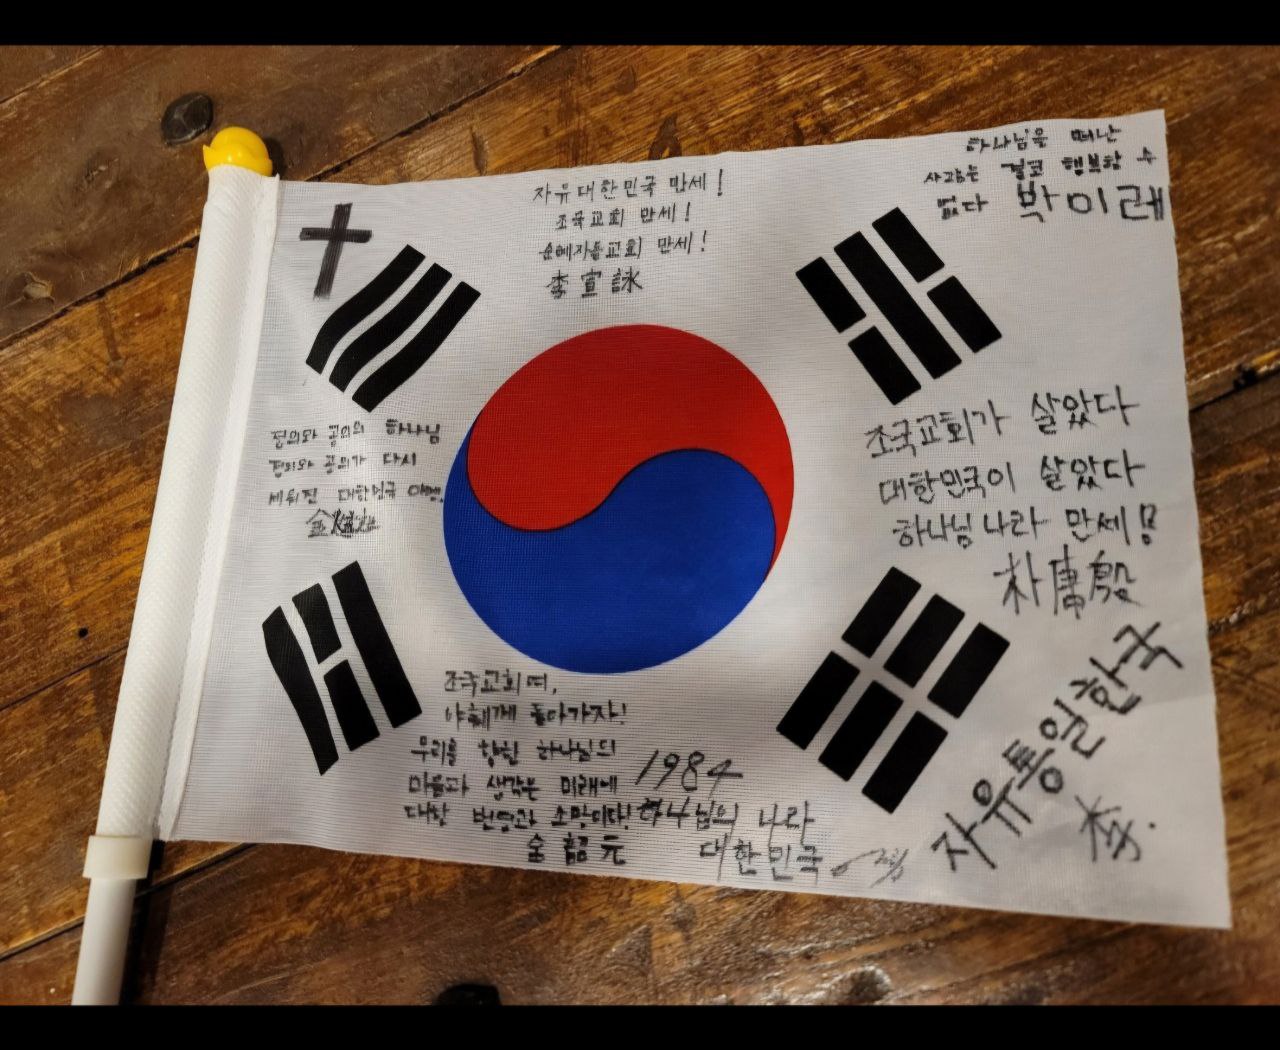 자유대한민국 만세!
조국교회 만세!
순혜자들교회 만세!
李宣詠
하나님을 떠난
사람은 결코 행복할 수
없다 박미례
정의와 공의의 하나님
정의와 공의가 다시
세워진 대한민국 아멘.
조국교회가 살았다
대한민국이 살았다
하나님 나라 만세!
朴庸殷
조국교회여,
야훼께 돌아가자!
우리를 향한 하나님의
마음과 생각은 미래에
대한 번영과 소망이다!
金韶元
1984
하나님의 나라
대한민국
자유통일한국
李.